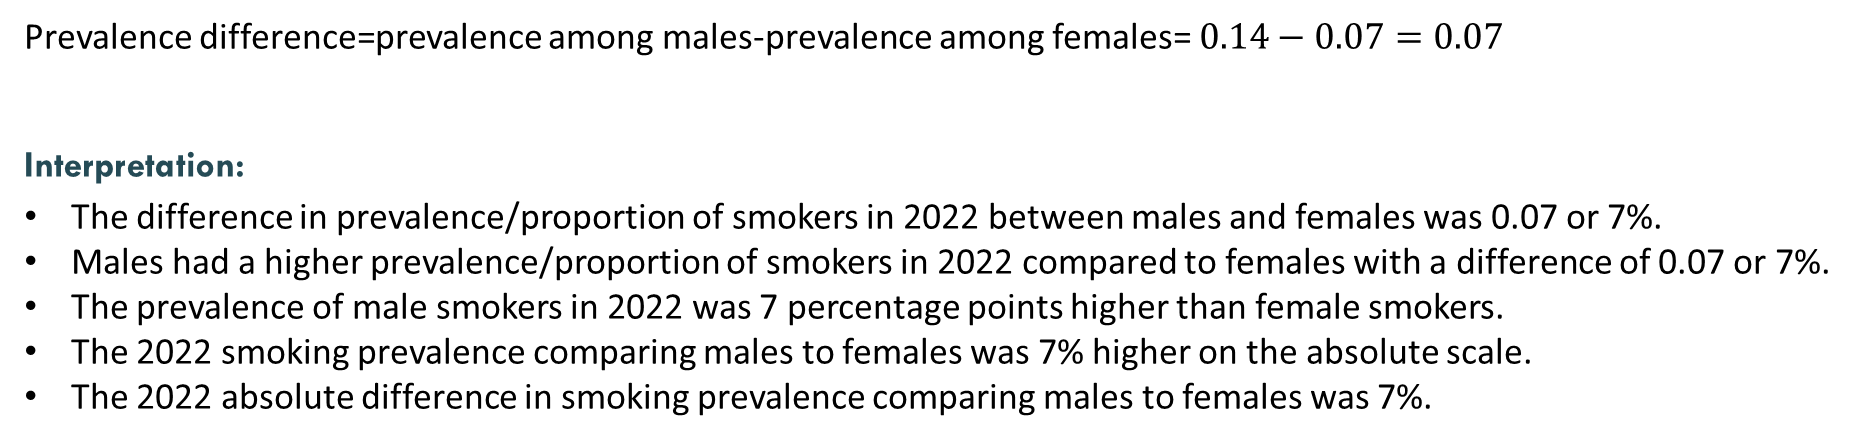 Prevalence difference=prevalence among males-prevalence among females= 0.14 − 0.07 = 0.07
Interpretation:
• The difference in prevalence/proportion of smokers in 2022 between males and females was 0.07 or 7%.
• Males had a higher prevalence/proportion of smokers in 2022 compared to females with a difference of 0.07 or 7%.
• The prevalence of male smokers in 2022 was 7 percentage points higher than female smokers.
• The 2022 smoking prevalence comparing males to females was 7% higher on the absolute scale.
• The 2022 absolute difference in smoking prevalence comparing males to females was 7%.